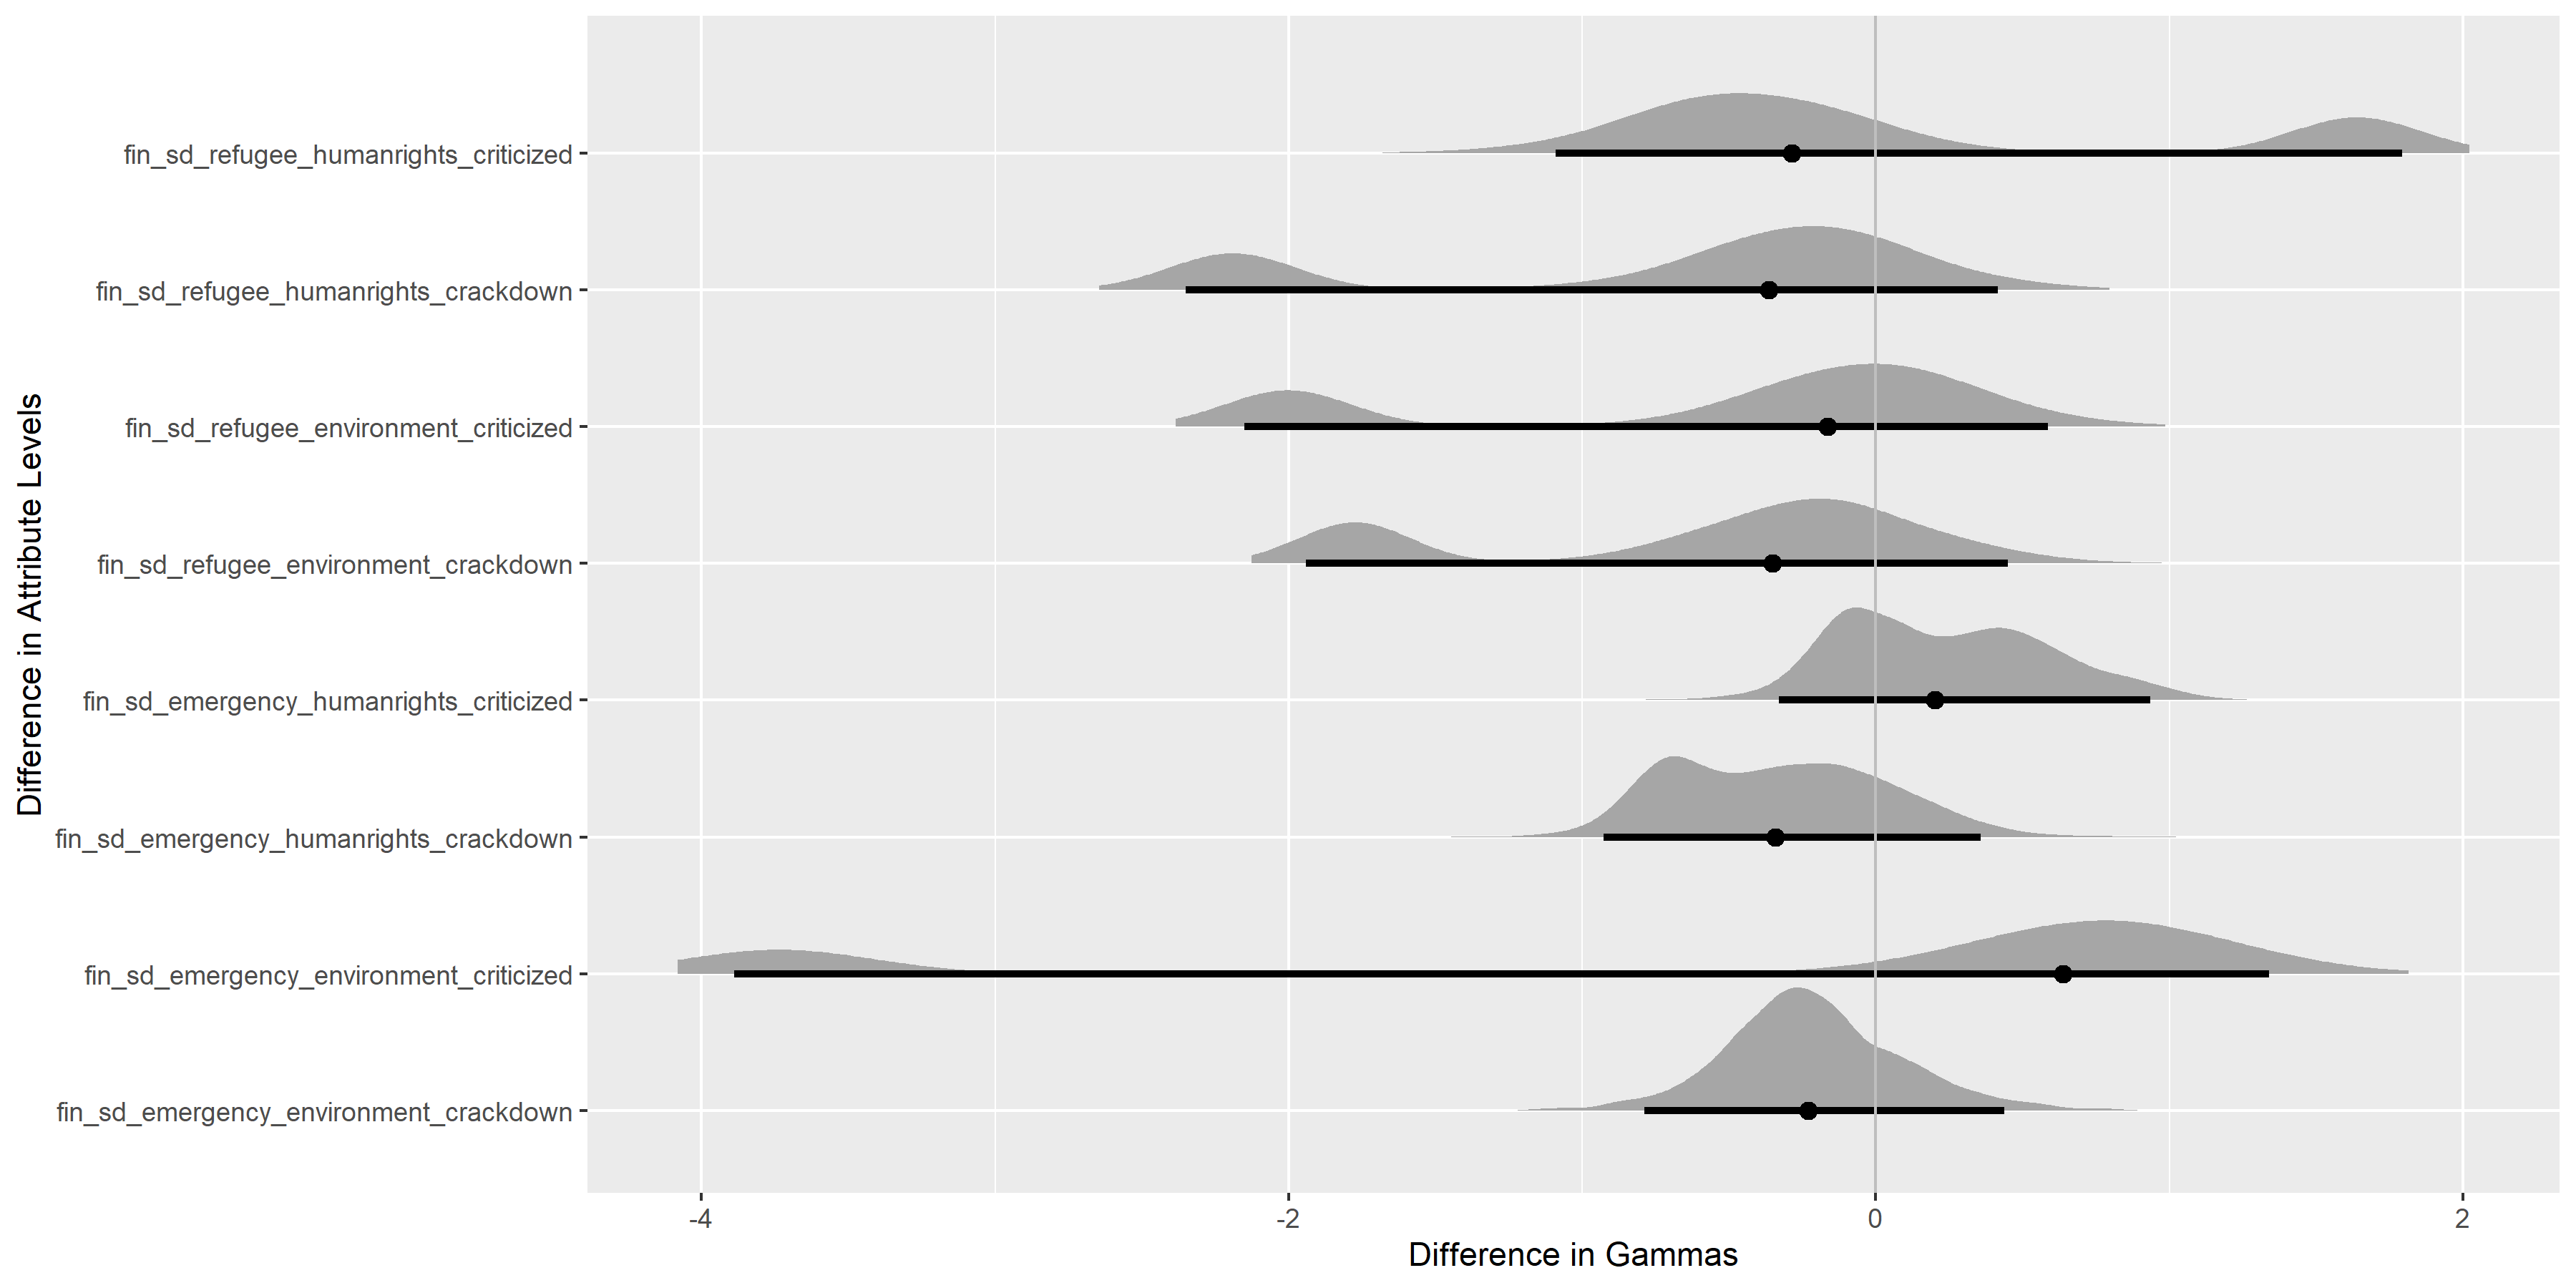 Difference in Attribute Levels
fin_sd_refugee_humanrights_criticized
fin_sd_refugee_humanrights_crackdown
fin_sd_refugee_environment_criticized
fin_sd_refugee_environment_crackdown
fin_sd_emergency_humanrights_criticized
fin_sd_emergency_humanrights_crackdown
fin_sd_emergency_environment_criticized
fin_sd_emergency_environment_crackdown
-4 -2 0 2
Difference in Gammas